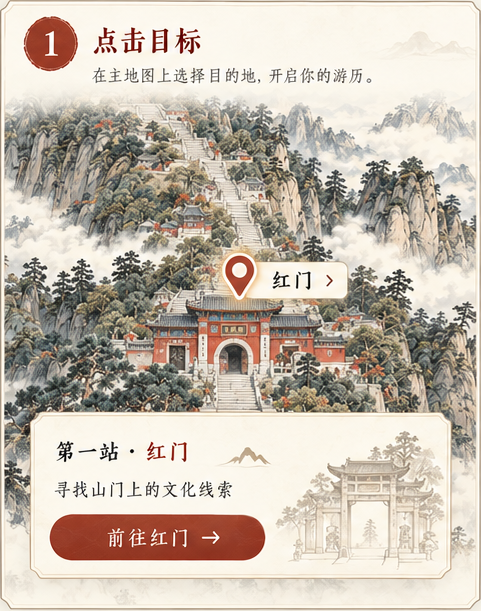 1
点击目标
在主地图上选择目的地, 开启你的游历。
红门 >
第一站 · 红门
寻找山门上的文化线索
前往红门 →